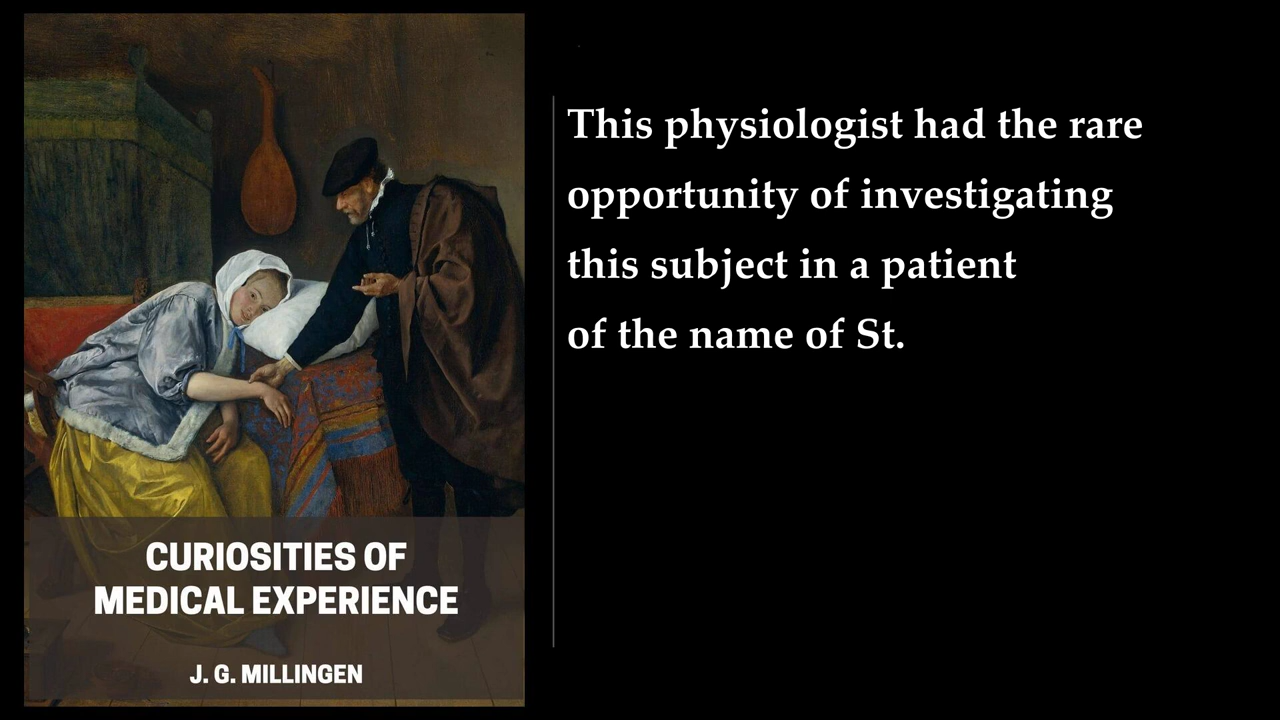 This physiologist had the rare
opportunity of investigating
this subject in a patient
of the name of St.
CURIOSITIES OF
MEDICAL EXPERIENCE
J. G. MILLINGEN